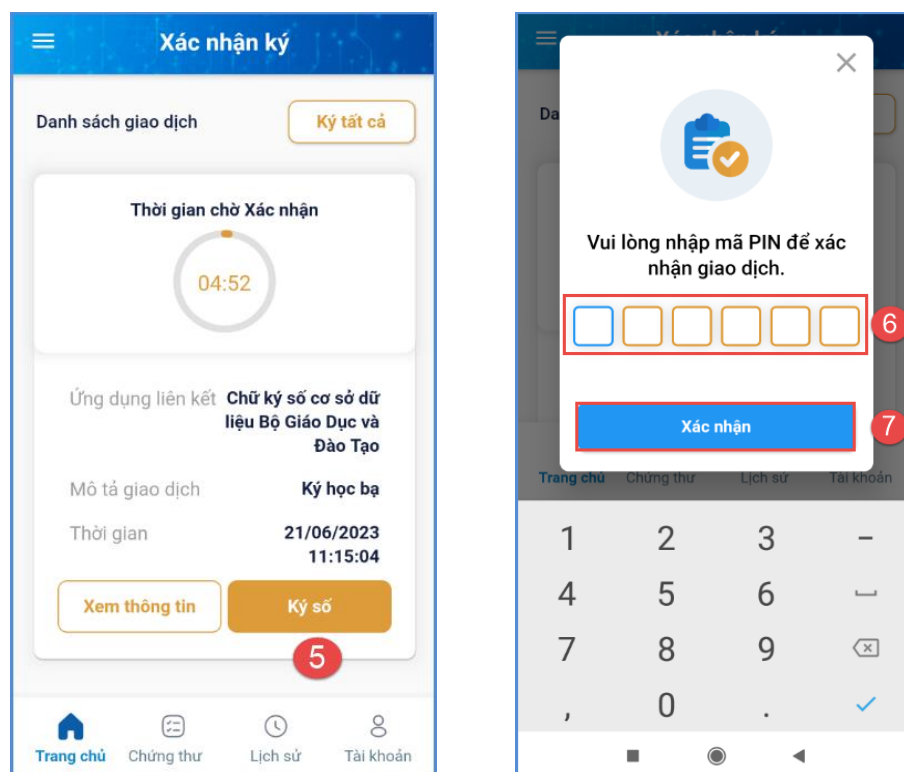 Xác nhận ký
Danh sách giao dịch
Ký tất cả
Thời gian chờ Xác nhận
04:52
Ứng dụng liên kết
Chữ ký số cơ sở dữ
liệu Bộ Giáo Dục và
Đào Tạo
Mô tả giao dịch
Ký học bạ
Thời gian
21/06/2023
11:15:04
Xem thông tin
Ký số
5
Trang chủ
Chứng thư
Lịch sử
Tài khoản
Da
Vui lòng nhập mã PIN để xác
nhận giao dịch.
6
Xác nhận
7
Trang chủ
Chứng thư
Lịch sử
Tài khoản
1 2 3 -
4 5 6
7 8 9
, 0 .